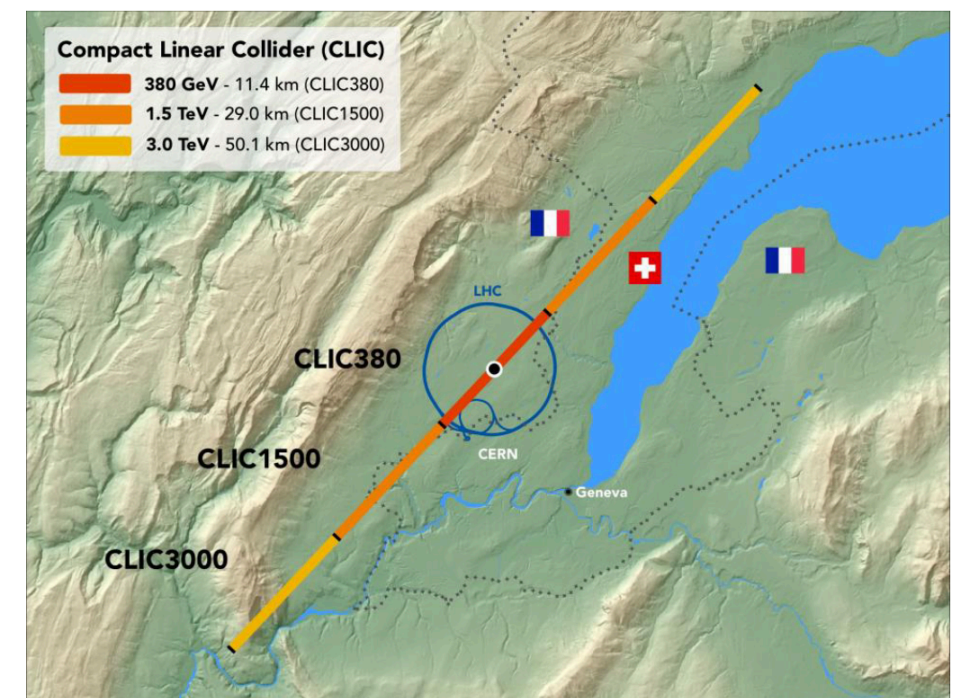 Compact Linear Collider (CLIC)
380 GeV - 11.4 km (CLIC380)
1.5 TeV - 29.0 km (CLIC1500)
3.0 TeV - 50.1 km (CLIC3000)
LHC
CLIC380
CERN
CLIC1500
Geneva
CLIC3000